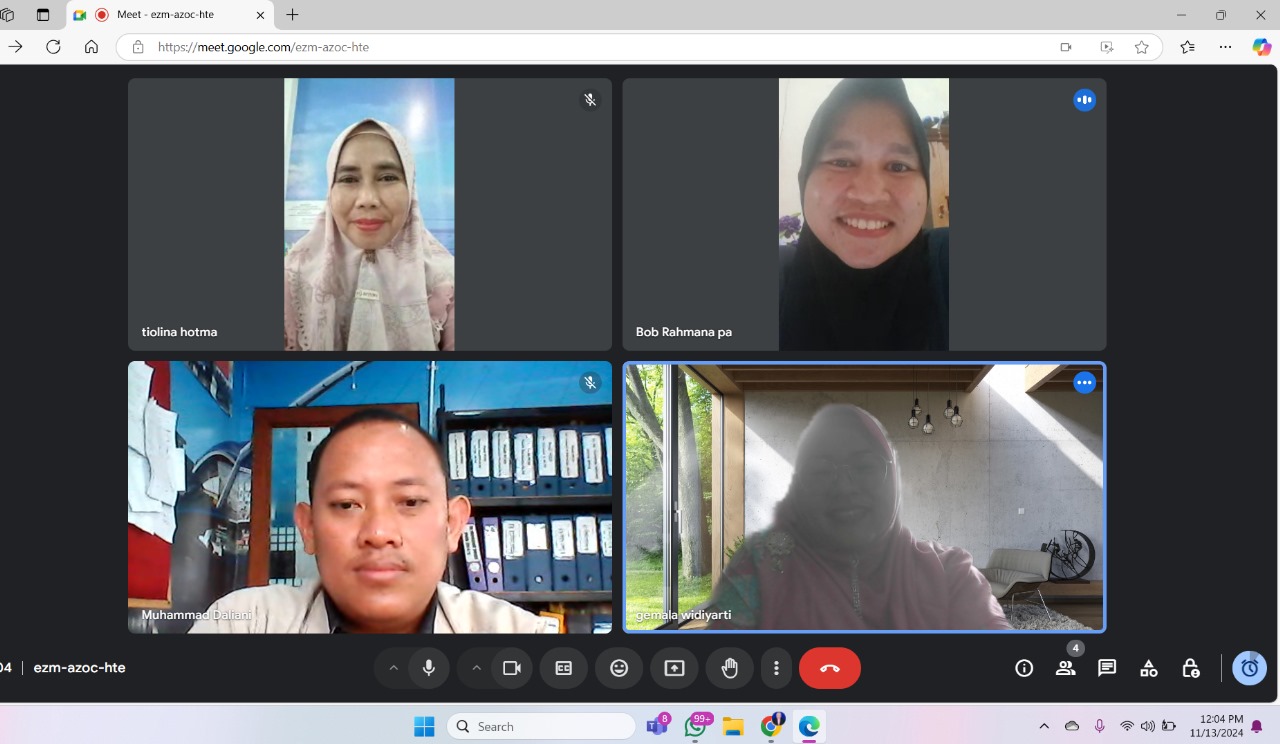 Meet - ezm-azoc-hte
https://meet.google.com/ezm-azoc-hte
tiolina hotma
Bob Rahmana pa
Muhammad Daliani
gemala widiyarti
04 | ezm-azoc-hte
CC
4
Search
8
99+
12:04 PM
11/13/2024